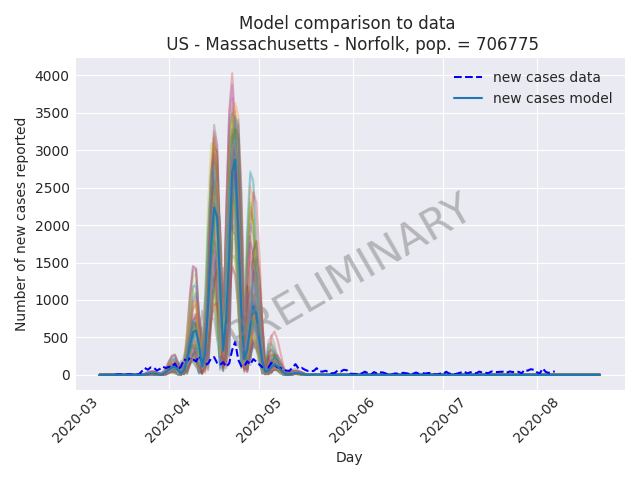 Model comparison to data
US - Massachusetts - Norfolk, pop. = 706775
new cases data
new cases model
Number of new cases reported
4000
3500
3000
2500
2000
1500
1000
500
0
PRELIMINARY
2020-03
2020-04
2020-05
2020-06
2020-07
2020-08
Day